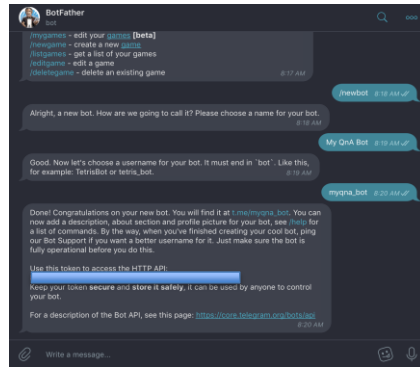 BotFather
bot
/mygames - edit your games [beta]
/newgame - create a new game
/listgames - get a list of your games
/editgame - edit a game
/deletegame - delete an existing game
8:17 AM
/newbot 8:18 AM
Alright, a new bot. How are we going to call it? Please choose a name for your bot.
8:18 AM
My QnA Bot 8:19 AM
Good. Now let's choose a username for your bot. It must end in `bot`. Like this,
for example: TetrisBot or tetris_bot.
8:19 AM
myqna_bot 8:20 AM
Done! Congratulations on your new bot. You will find it at t.me/myqna_bot. You can
now add a description, about section and profile picture for your bot, see /help for
a list of commands. By the way, when you've finished creating your cool bot, ping
our Bot Support if you want a better username for it. Just make sure the bot is
fully operational before you do this.
Use this token to access the HTTP API:
Keep your token secure and store it safely, it can be used by anyone to control
your bot.
For a description of the Bot API, see this page: https://core.telegram.org/bots/api
8:20 AM
Write a message...